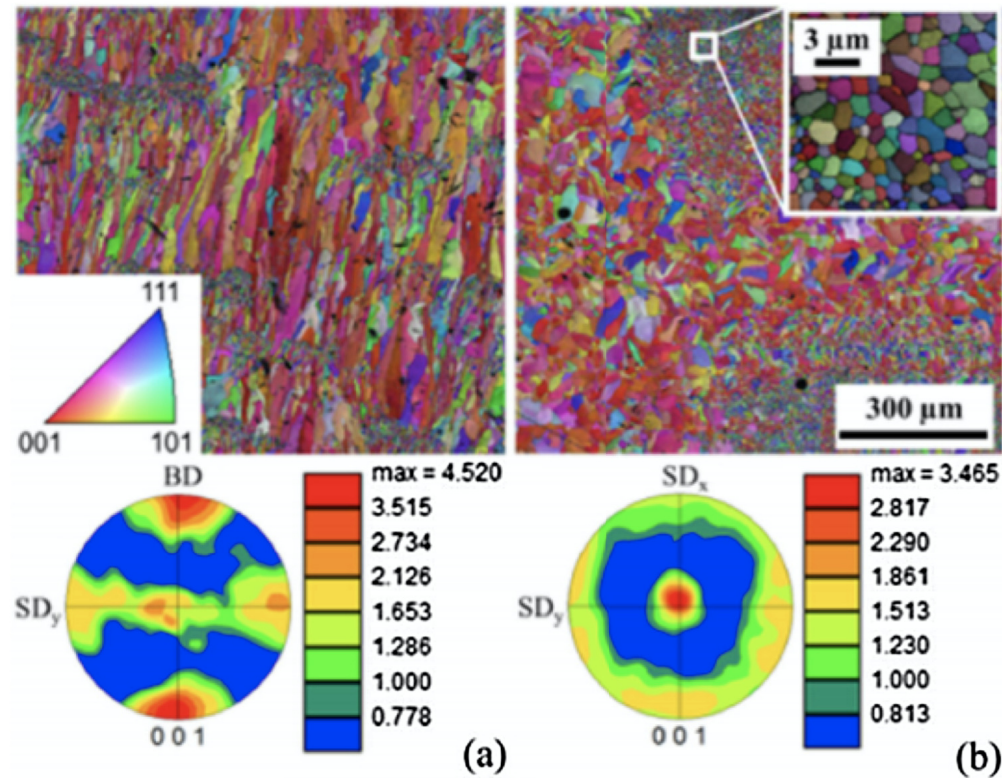 3 µm
300 µm
111
001 101
BD
SDy
0 0 1
max = 4.520
3.515
2.734
2.126
1.653
1.286
1.000
0.778
(a)
SDx
SDy
0 0 1
max = 3.465
2.817
2.290
1.861
1.513
1.230
1.000
0.813
(b)